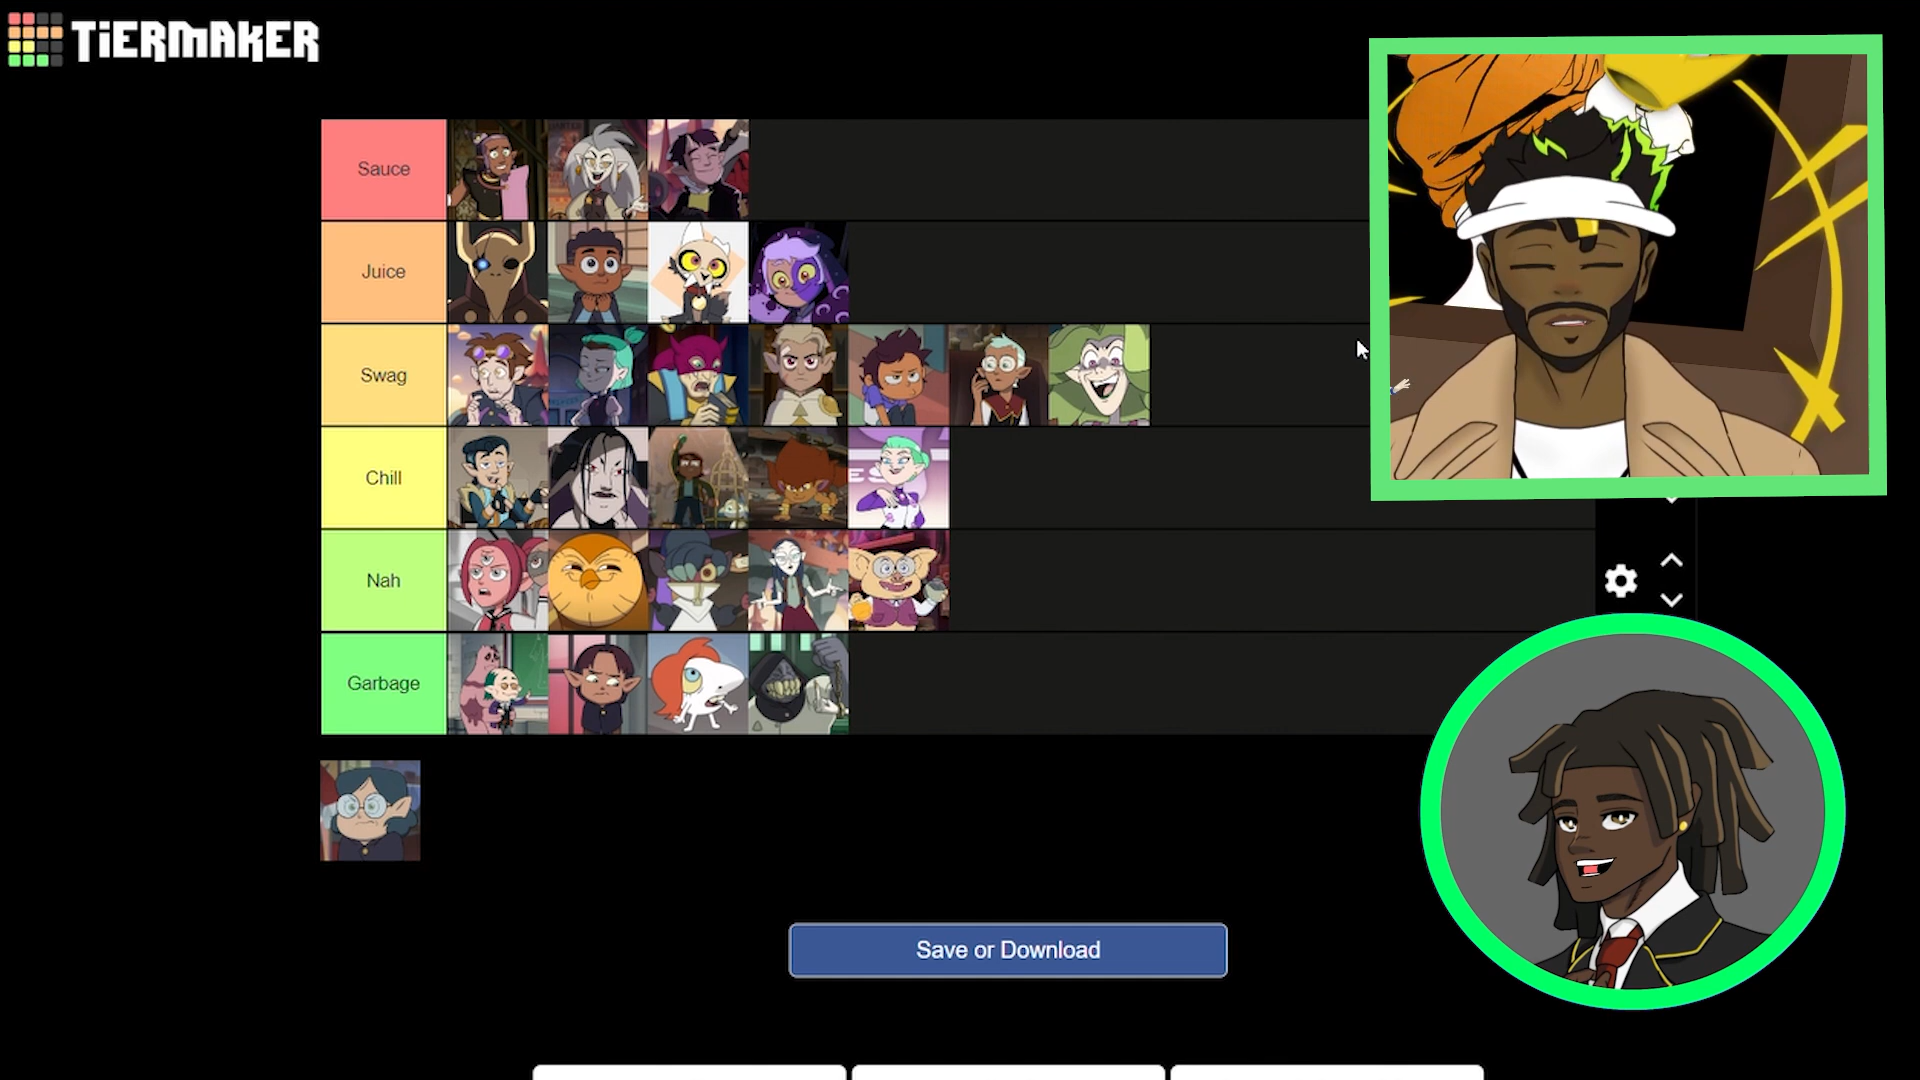 TiERMAKER
Sauce
Juice
Swag
Chill
Nah
Garbage
Save or Download